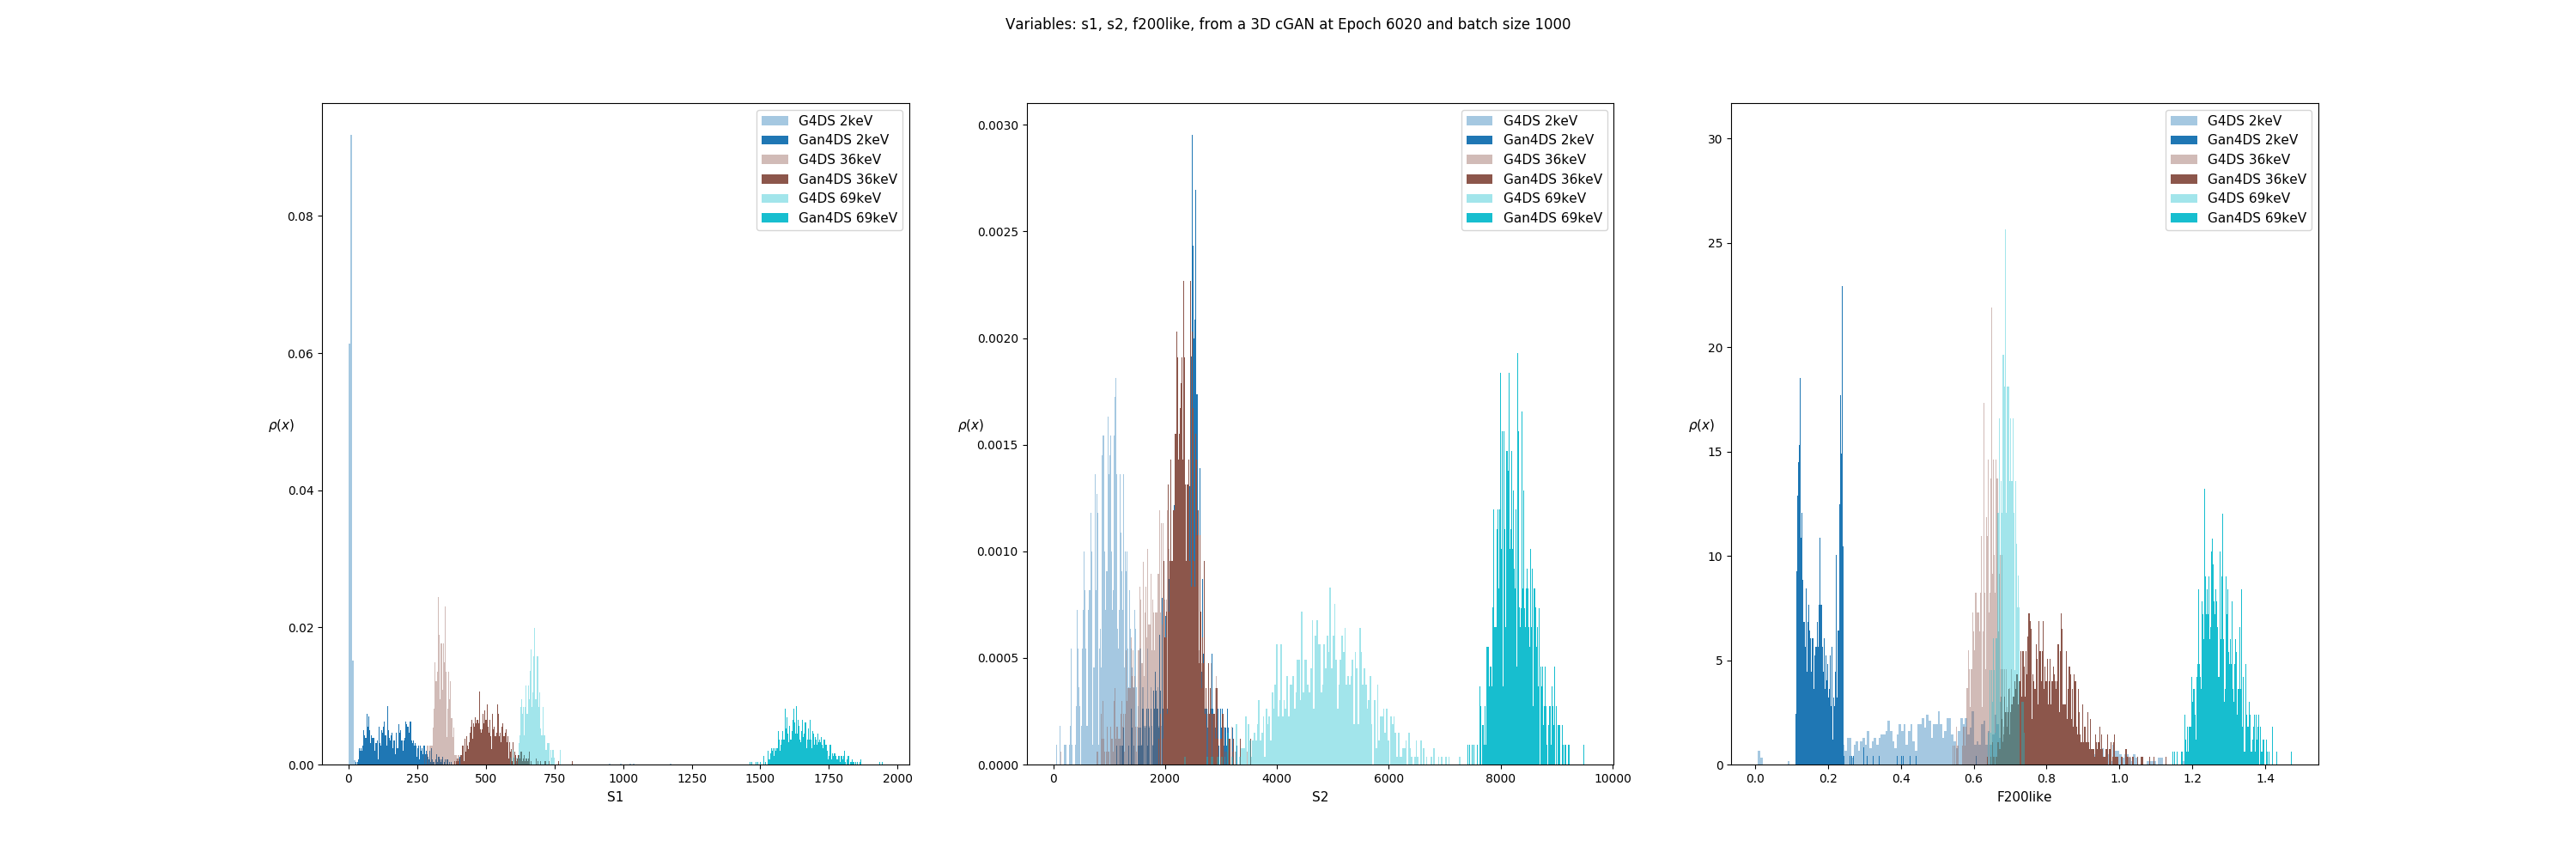 Variables: s1, s2, f200like, from a 3D cGAN at Epoch 6020 and batch size 1000
G4DS 2keV
Gan4DS 2keV
G4DS 36keV
Gan4DS 36keV
G4DS 69keV
Gan4DS 69keV
0.08
0.06
0.04
0.02
0.00
ρ(x)
0
250
500
750
1000
1250
1500
1750
2000
S1
G4DS 2keV
Gan4DS 2keV
G4DS 36keV
Gan4DS 36keV
G4DS 69keV
Gan4DS 69keV
0.0030
0.0025
0.0020
0.0015
0.0010
0.0005
0.0000
ρ(x)
0
2000
4000
6000
8000
10000
S2
G4DS 2keV
Gan4DS 2keV
G4DS 36keV
Gan4DS 36keV
G4DS 69keV
Gan4DS 69keV
30
25
20
15
10
5
0
ρ(x)
0.0
0.2
0.4
0.6
0.8
1.0
1.2
1.4
F200like